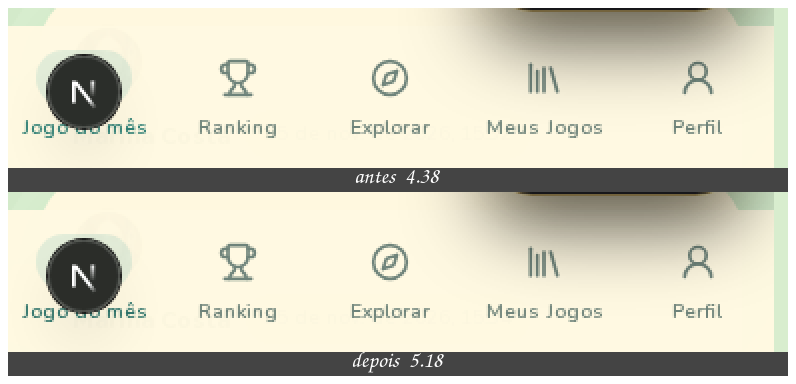 Jogo do mês Ranking Explorar Meus Jogos Perfil
antes 4.38
Jogo do mês Ranking Explorar Meus Jogos Perfil
depois 5.18